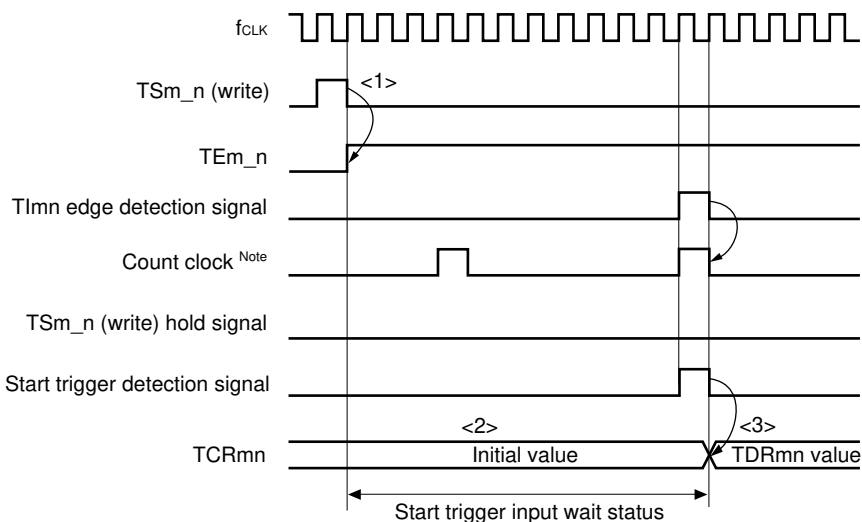 fCLK
TSm_n (write) <1>
TEm_n
TImn edge detection signal
Count clock Note
TSm_n (write) hold signal
Start trigger detection signal
<2> <3>
TCRmn Initial value TDRmn value
Start trigger input wait status